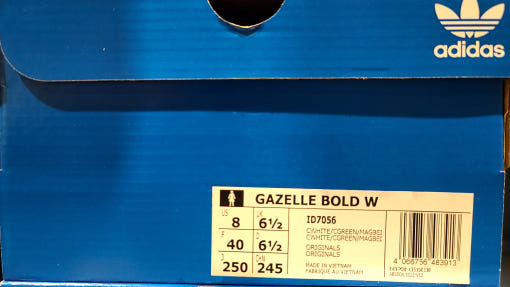 adidas
GAZELLE BOLD W
US UK
8 6½
F D
40 6½
J CHN
250 245
ID7056
CWHITE/CGREEN/MAGBEI
CWHITE/CGREEN/MAGBEI
ORIGINALS
ORIGINALS
MADE IN VIETNAM
FABRIQUÉ AU VIETNAM
4 066756 483913